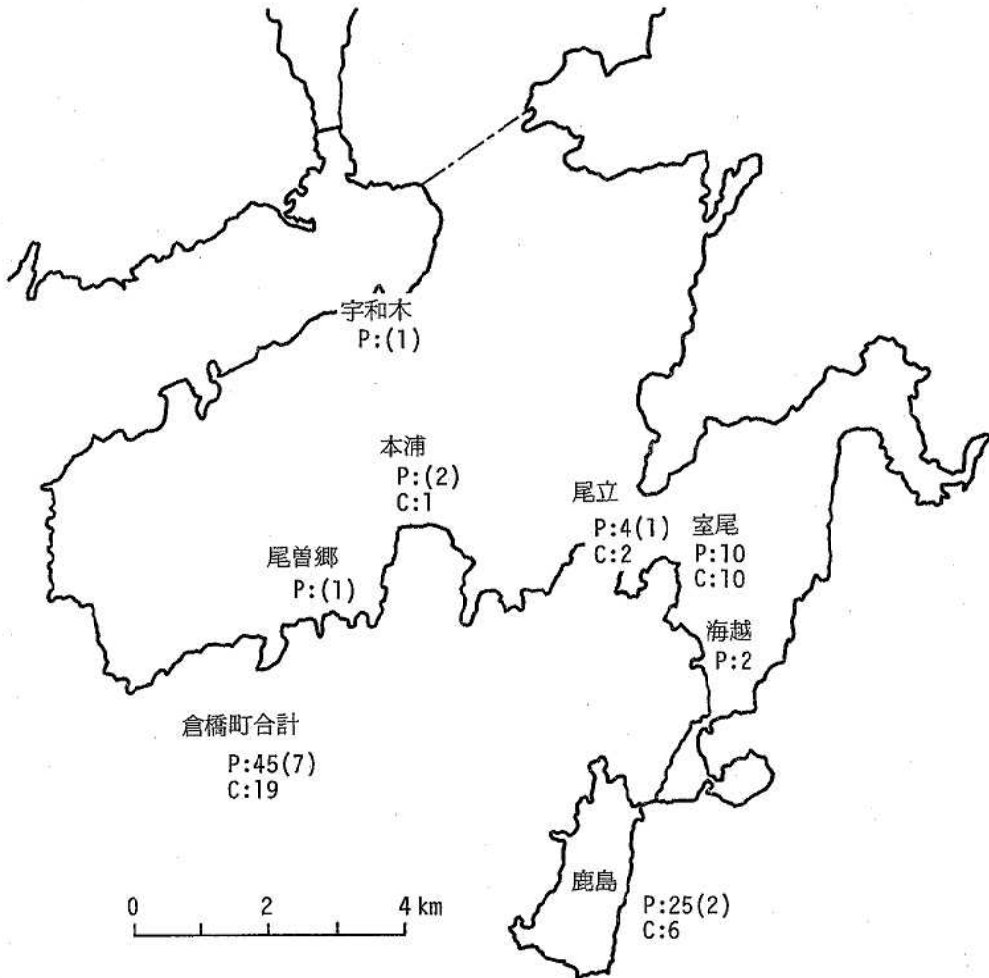 宇和木
P:(1)
本浦
P:(2)
C:1
尾立
P:4(1)
C:2
室尾
P:10
C:10
尾曽郷
P:(1)
海越
P:2
倉橋町合計
P:45(7)
C:19
鹿島
P:25(2)
C:6
0 2 4 km